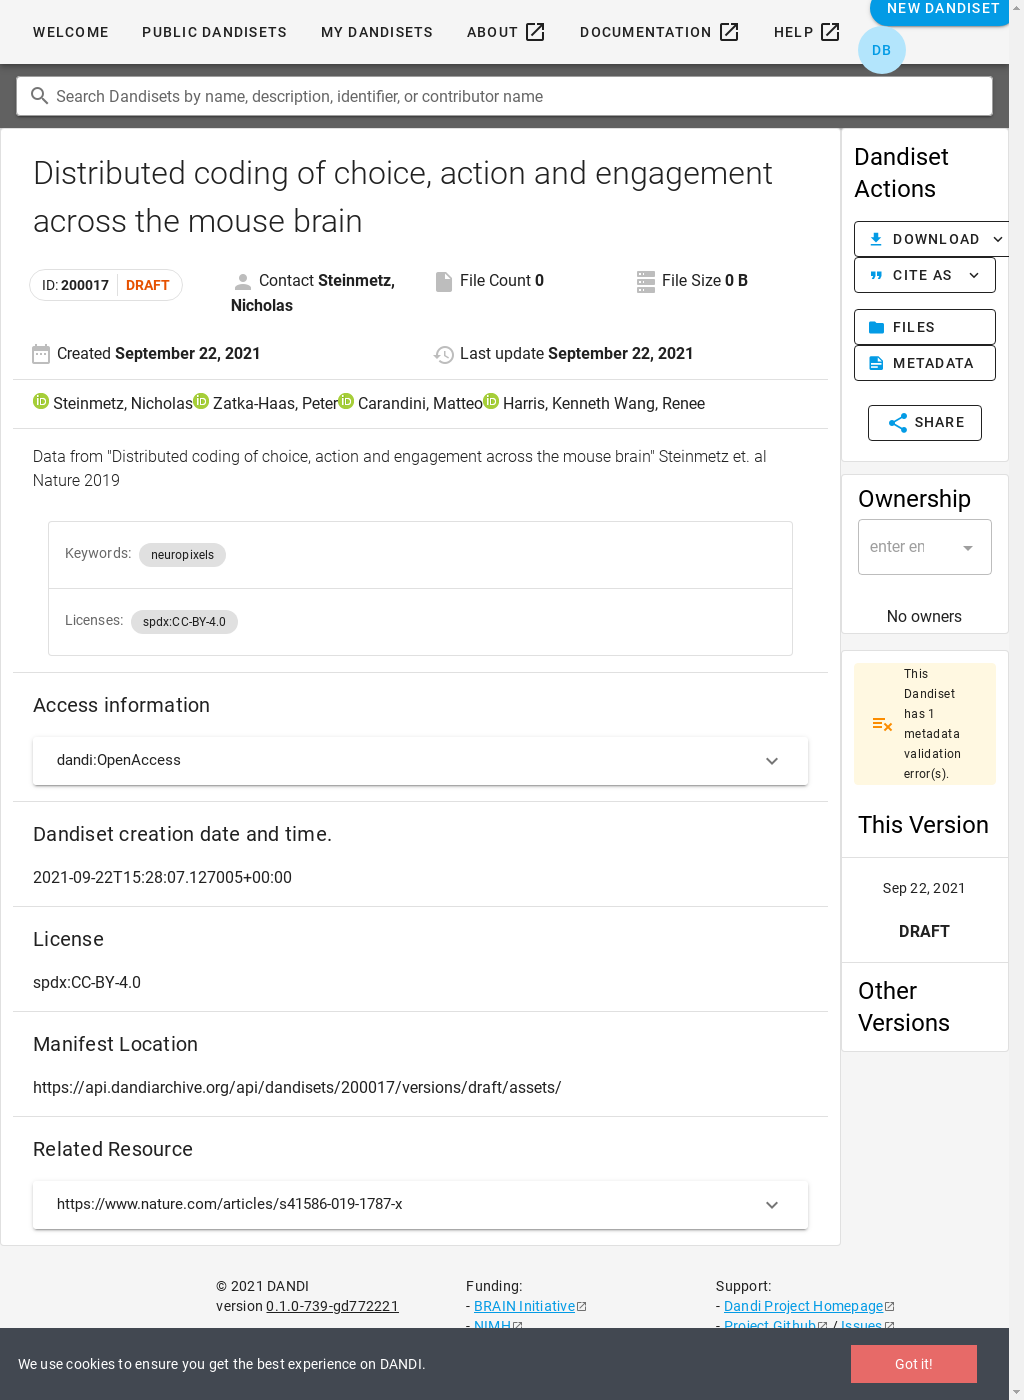 WELCOME PUBLIC DANDISETS MY DANDISETS ABOUT DOCUMENTATION HELP NEW DANDISET
DB
Search Dandisets by name, description, identifier, or contributor name
Distributed coding of choice, action and engagement
across the mouse brain
ID: 200017 DRAFT
Contact Steinmetz,
Nicholas
File Count 0
File Size 0 B
Created September 22, 2021
Last update September 22, 2021
iD Steinmetz, Nicholas iD Zatka-Haas, Peter iD Carandini, Matteo iD Harris, Kenneth Wang, Renee
Data from "Distributed coding of choice, action and engagement across the mouse brain" Steinmetz et. al
Nature 2019
Keywords: neuropixels
Licenses: spdx:CC-BY-4.0
Access information
dandi:OpenAccess
Dandiset creation date and time.
2021-09-22T15:28:07.127005+00:00
License
spdx:CC-BY-4.0
Manifest Location
https://api.dandiarchive.org/api/dandisets/200017/versions/draft/assets/
Related Resource
https://www.nature.com/articles/s41586-019-1787-x
Dandiset
Actions
DOWNLOAD
CITE AS
FILES
METADATA
SHARE
Ownership
enter en
No owners
This
Dandiset
has 1
metadata
validation
error(s).
This Version
Sep 22, 2021
DRAFT
Other
Versions
© 2021 DANDI
version 0.1.0-739-gd772221
Funding:
- BRAIN Initiative
- NIMH
Support:
- Dandi Project Homepage
- Project Github / Issues
We use cookies to ensure you get the best experience on DANDI.
Got it!